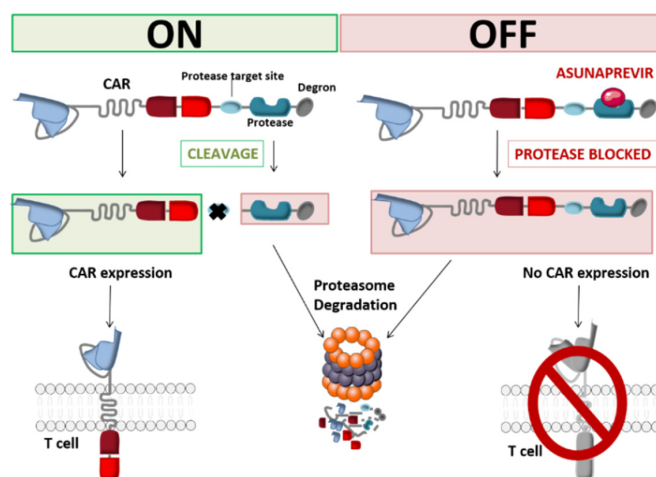 ON
OFF
CAR
Protease target site
Degron
Protease
ASUNAPREVIR
CLEAVAGE
PROTEASE BLOCKED
CAR expression
Proteasome
Degradation
No CAR expression
T cell
T cell